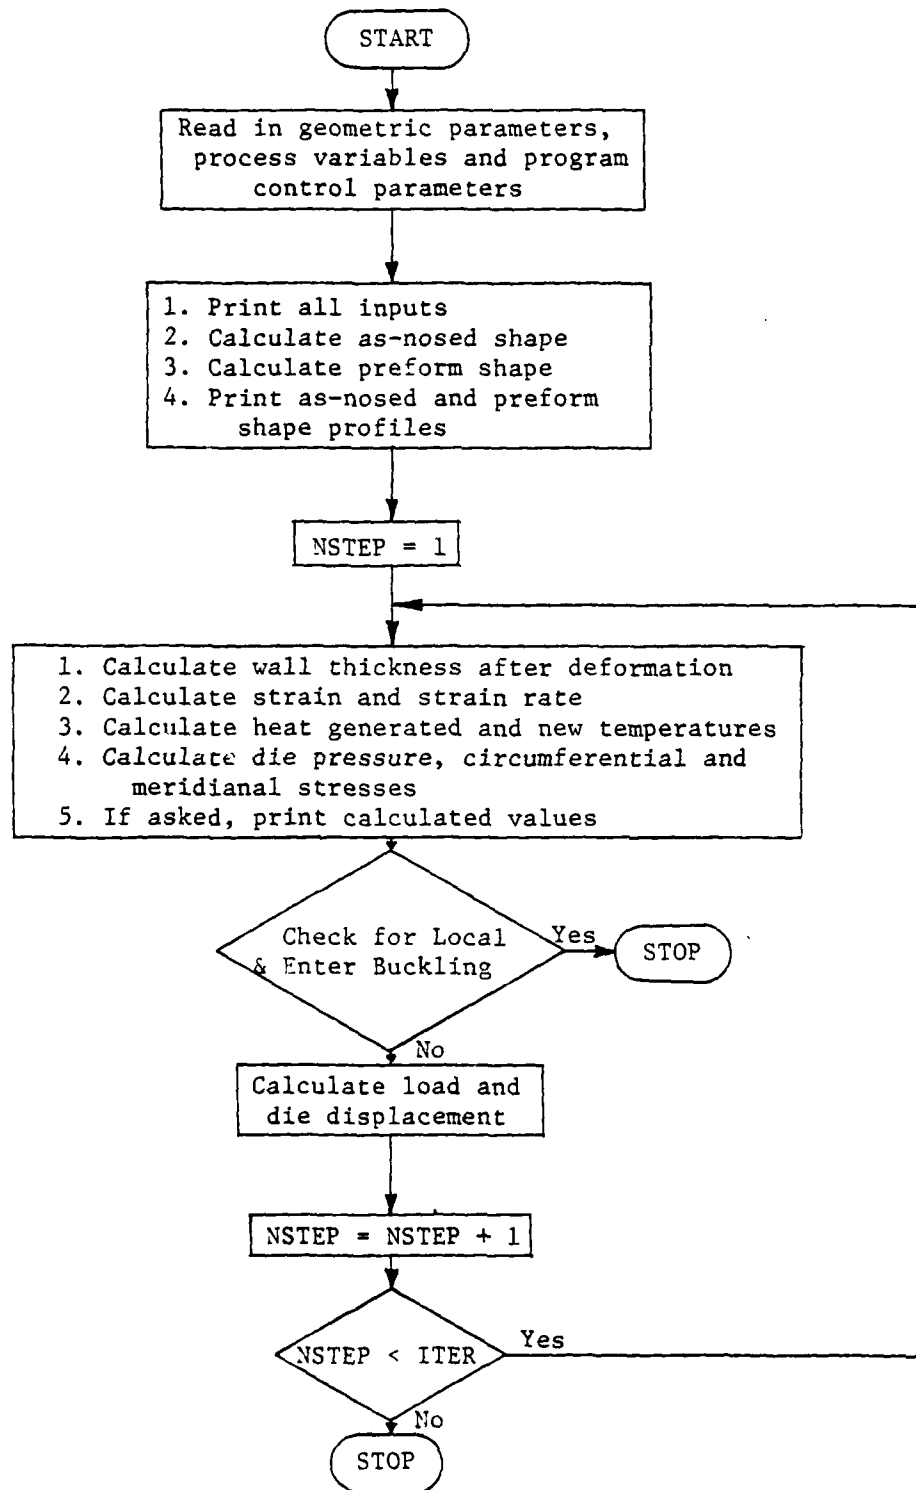 START
Read in geometric parameters,
process variables and program
control parameters
1. Print all inputs
2. Calculate as-nosed shape
3. Calculate preform shape
4. Print as-nosed and preform
shape profiles
NSTEP = 1
1. Calculate wall thickness after deformation
2. Calculate strain and strain rate
3. Calculate heat generated and new temperatures
4. Calculate die pressure, circumferential and
meridianal stresses
5. If asked, print calculated values
Check for Local
& Enter Buckling
Yes
STOP
No
Calculate load and
die displacement
NSTEP = NSTEP + 1
NSTEP < ITER
Yes
No
STOP